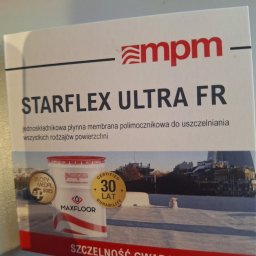 mpm
STARFLEX ULTRA FR
jednoskładnikowa płynna membrana polimocznikowa do uszczelniania
wszystkich rodzajów powierzchni
30
LAT
MAXFLOOR
SZCZELNOŚĆ